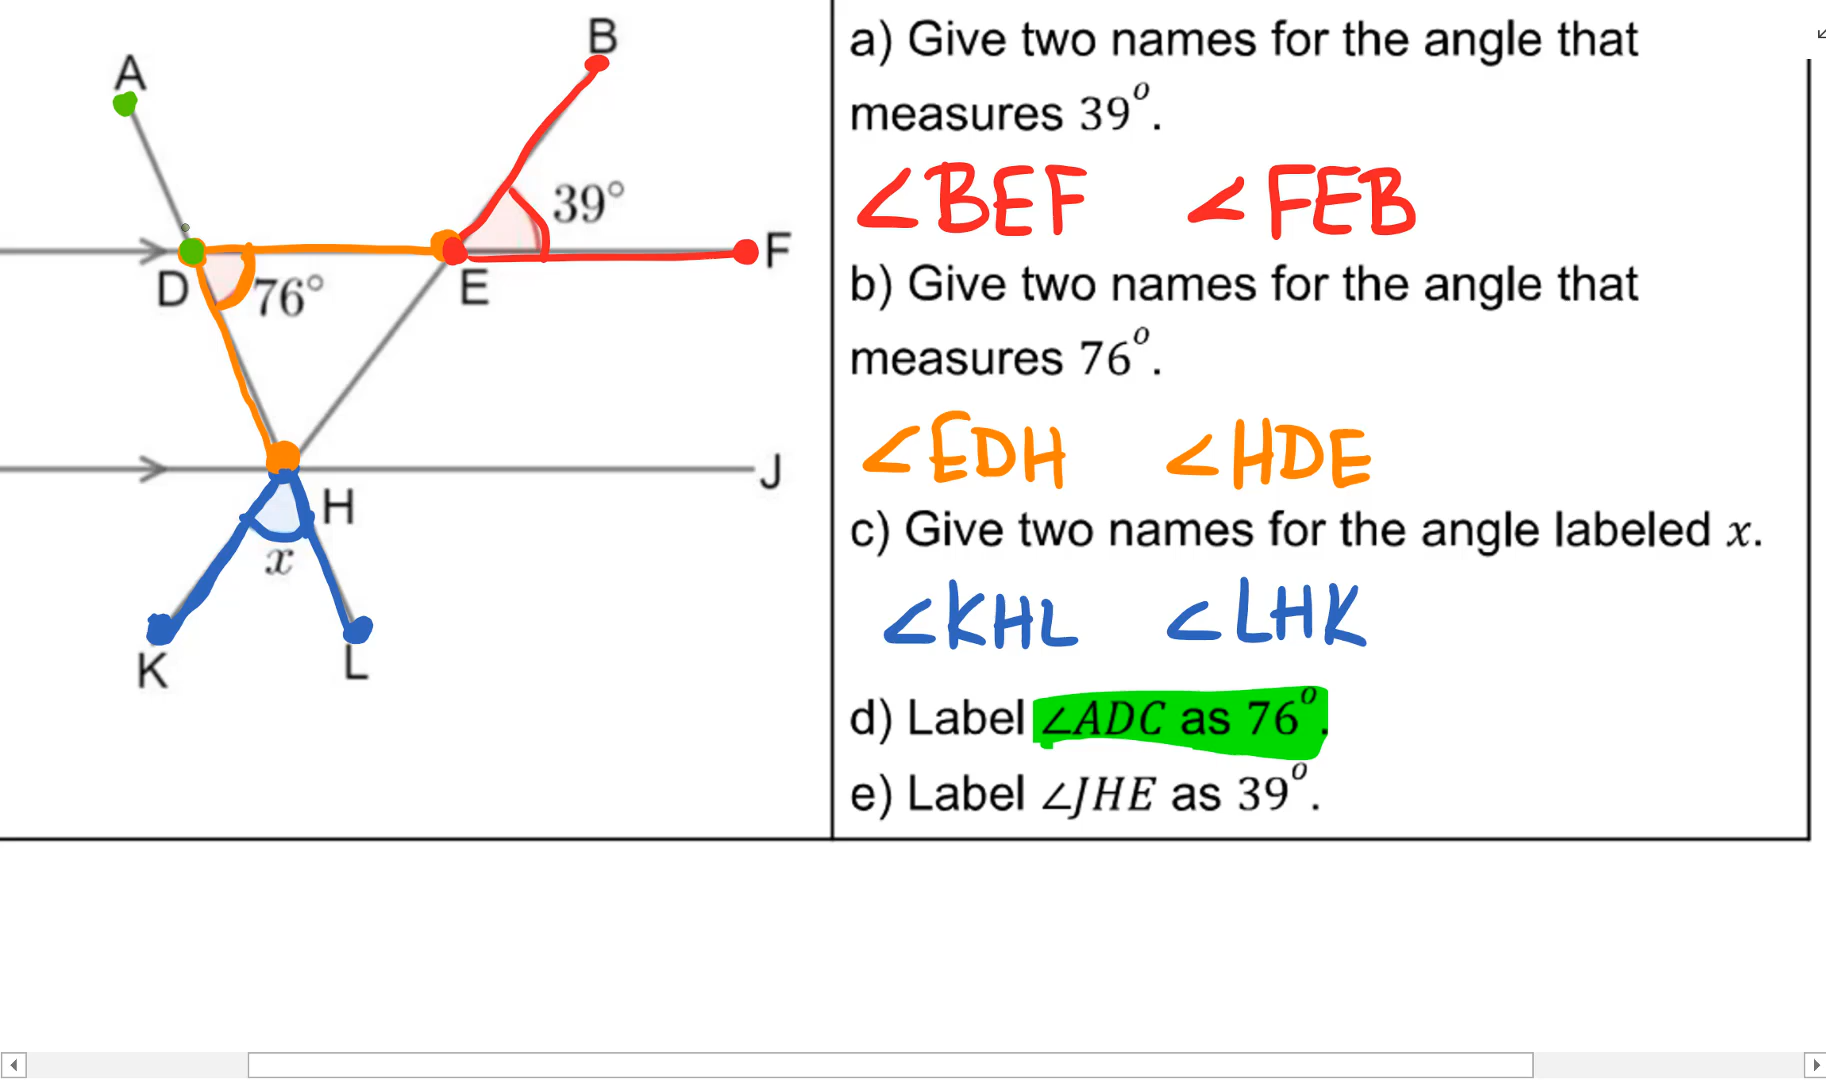 B
A
39°
F
D
76°
E
J
H
x
K
L
a) Give two names for the angle that
measures 39°.
∠BEF ∠FEB
b) Give two names for the angle that
measures 76°.
∠EDH ∠HDE
c) Give two names for the angle labeled x.
∠KHL ∠LHK
d) Label ∠ADC as 76°.
e) Label ∠JHE as 39°.